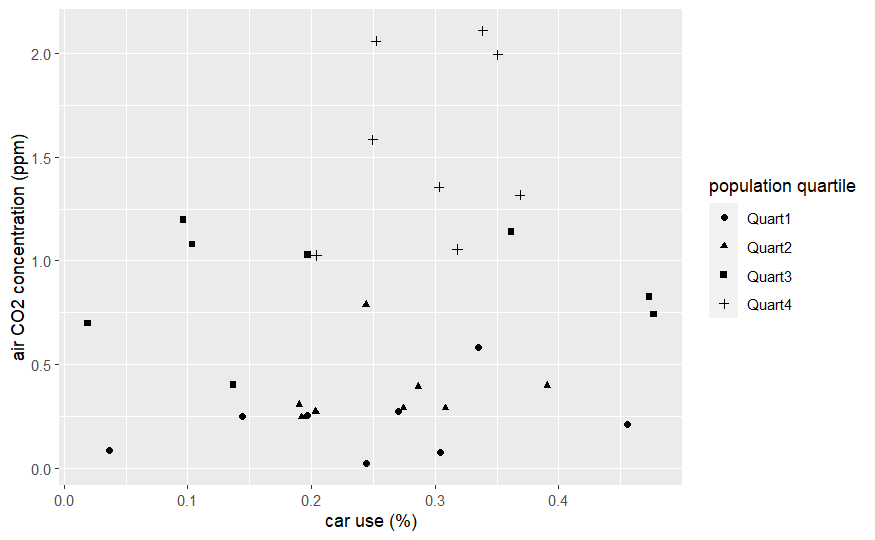 2.0
1.5
1.0
0.5
0.0
air CO2 concentration (ppm)
0.0 0.1 0.2 0.3 0.4
car use (%)
population quartile
Quart1
Quart2
Quart3
Quart4